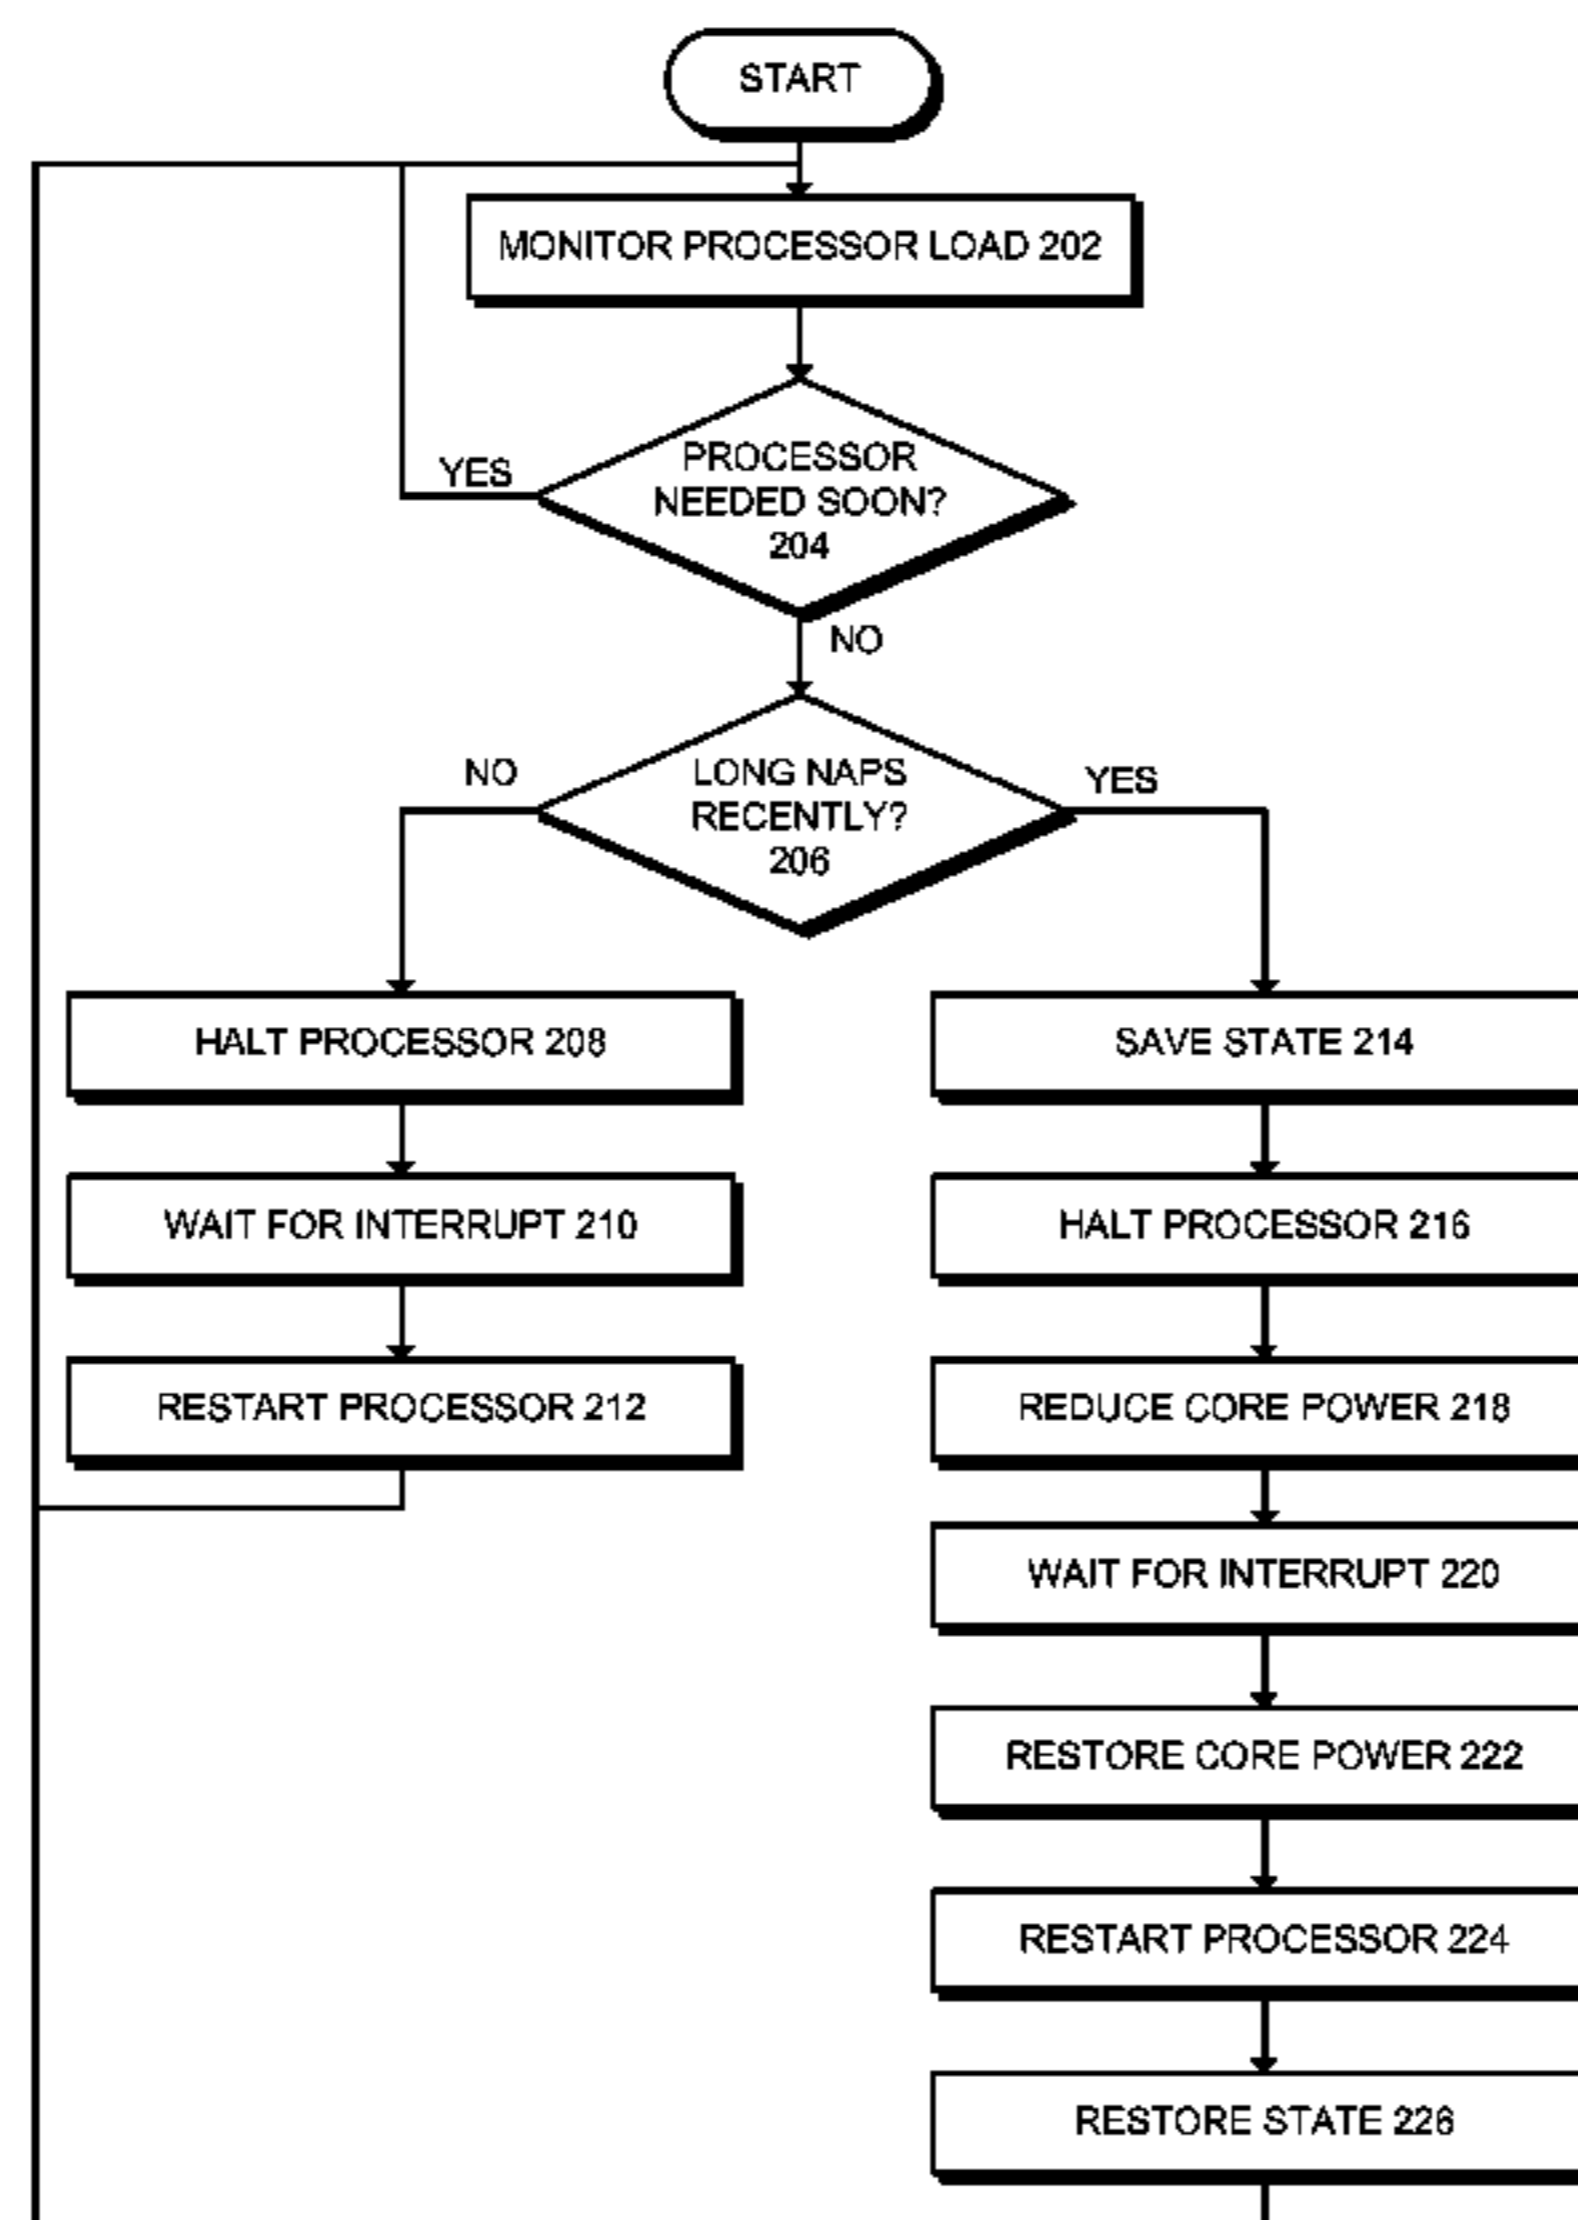 START
MONITOR PROCESSOR LOAD 202
PROCESSOR
NEEDED SOON?
204
YES
NO
LONG NAPS
RECENTLY?
206
NO
YES
HALT PROCESSOR 208
WAIT FOR INTERRUPT 210
RESTART PROCESSOR 212
SAVE STATE 214
HALT PROCESSOR 216
REDUCE CORE POWER 218
WAIT FOR INTERRUPT 220
RESTORE CORE POWER 222
RESTART PROCESSOR 224
RESTORE STATE 226